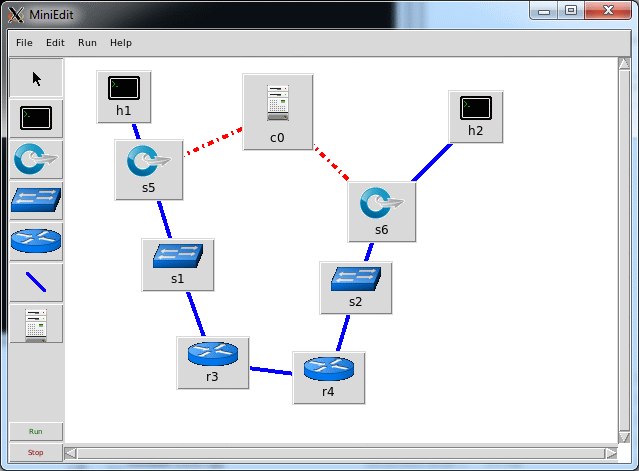 MiniEdit
File Edit Run Help
h1
c0
h2
s5
s6
s1
s2
r3
r4
Run
Stop